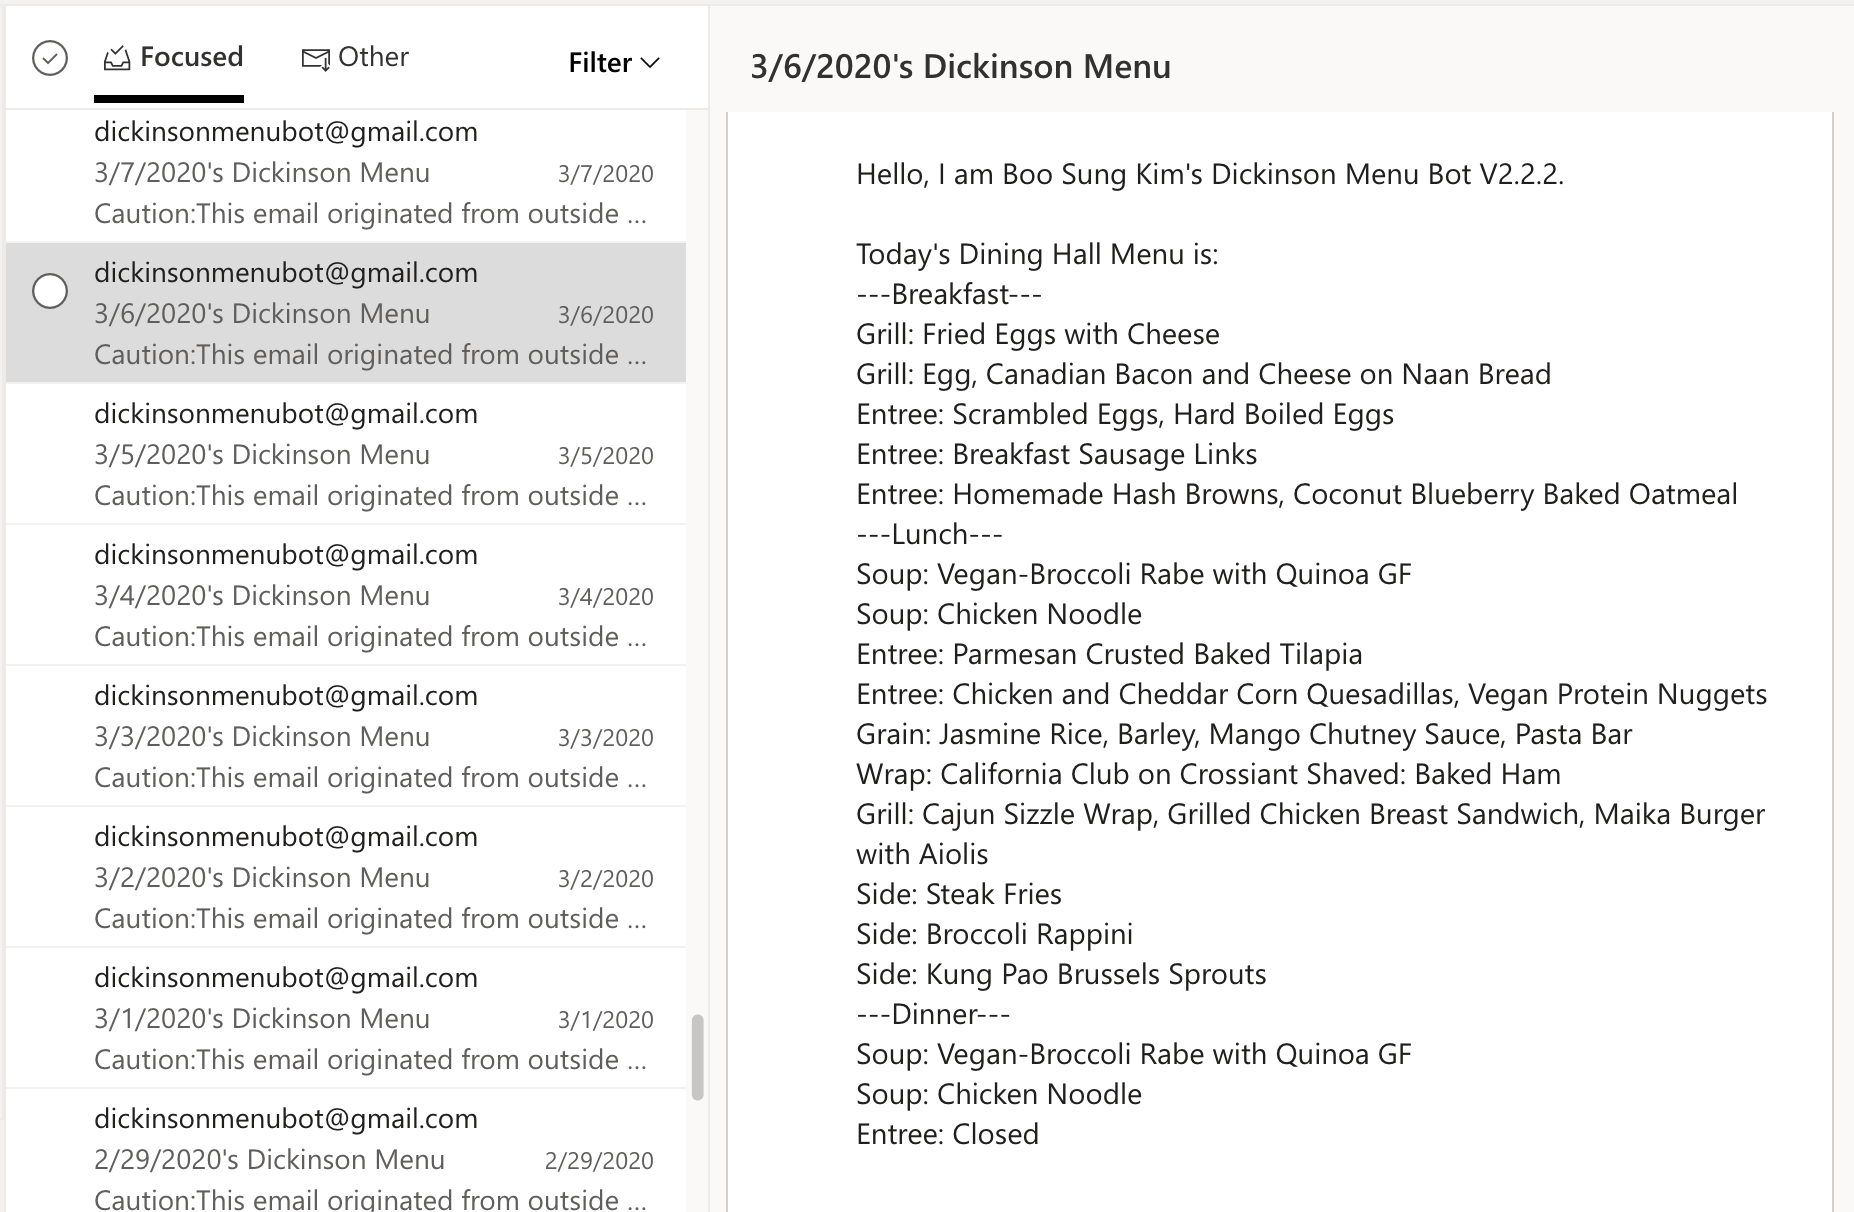 Focused
Other
Filter
dickinsonmenubot@gmail.com
3/7/2020's Dickinson Menu 3/7/2020
Caution:This email originated from outside ...
dickinsonmenubot@gmail.com
3/6/2020's Dickinson Menu 3/6/2020
Caution:This email originated from outside ...
dickinsonmenubot@gmail.com
3/5/2020's Dickinson Menu 3/5/2020
Caution:This email originated from outside ...
dickinsonmenubot@gmail.com
3/4/2020's Dickinson Menu 3/4/2020
Caution:This email originated from outside ...
dickinsonmenubot@gmail.com
3/3/2020's Dickinson Menu 3/3/2020
Caution:This email originated from outside ...
dickinsonmenubot@gmail.com
3/2/2020's Dickinson Menu 3/2/2020
Caution:This email originated from outside ...
dickinsonmenubot@gmail.com
3/1/2020's Dickinson Menu 3/1/2020
Caution:This email originated from outside ...
dickinsonmenubot@gmail.com
2/29/2020's Dickinson Menu 2/29/2020
Caution:This email originated from outside ...
3/6/2020's Dickinson Menu
Hello, I am Boo Sung Kim's Dickinson Menu Bot V2.2.2.
Today's Dining Hall Menu is:
---Breakfast---
Grill: Fried Eggs with Cheese
Grill: Egg, Canadian Bacon and Cheese on Naan Bread
Entree: Scrambled Eggs, Hard Boiled Eggs
Entree: Breakfast Sausage Links
Entree: Homemade Hash Browns, Coconut Blueberry Baked Oatmeal
---Lunch---
Soup: Vegan-Broccoli Rabe with Quinoa GF
Soup: Chicken Noodle
Entree: Parmesan Crusted Baked Tilapia
Entree: Chicken and Cheddar Corn Quesadillas, Vegan Protein Nuggets
Grain: Jasmine Rice, Barley, Mango Chutney Sauce, Pasta Bar
Wrap: California Club on Crossiant Shaved: Baked Ham
Grill: Cajun Sizzle Wrap, Grilled Chicken Breast Sandwich, Maika Burger
with Aiolis
Side: Steak Fries
Side: Broccoli Rappini
Side: Kung Pao Brussels Sprouts
---Dinner---
Soup: Vegan-Broccoli Rabe with Quinoa GF
Soup: Chicken Noodle
Entree: Closed